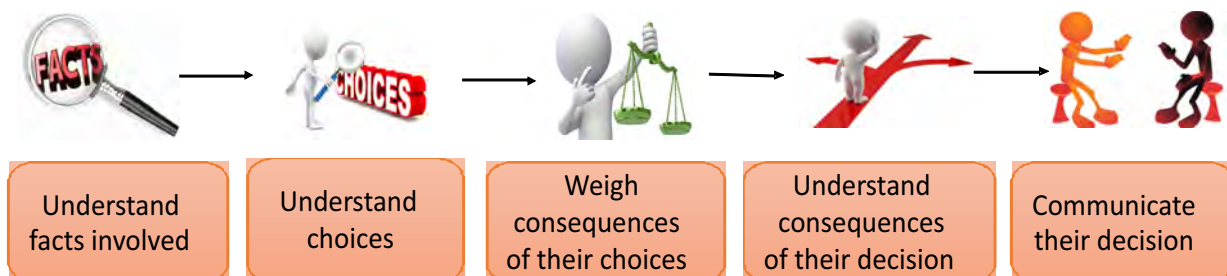 FACTS
CHOICES
Understand
facts involved
Understand
choices
Weigh
consequences
of their choices
Understand
consequences
of their decision
Communicate
their decision